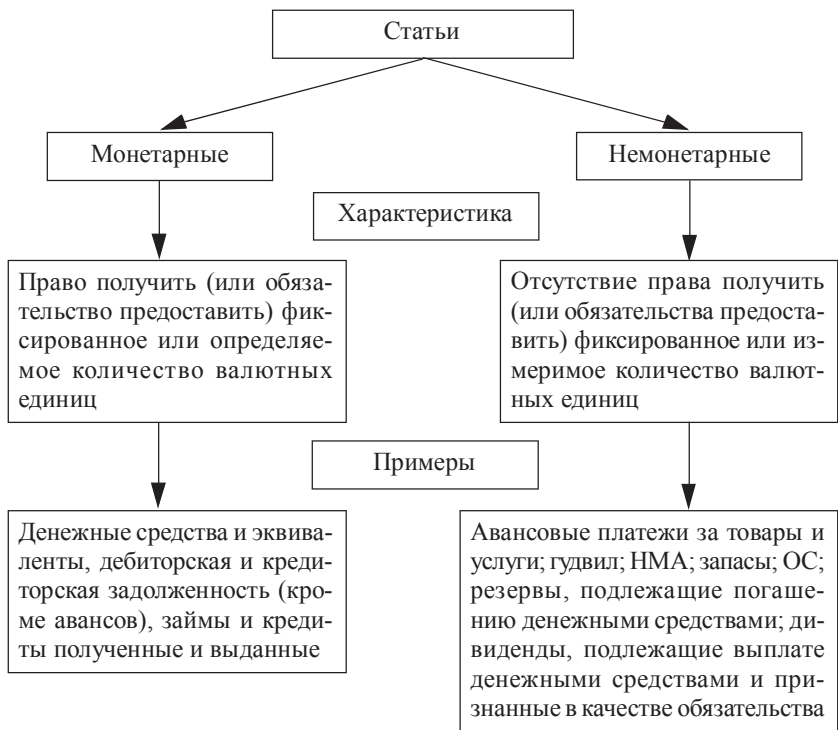 Статьи
Монетарные
Немонетарные
Характеристика
Право получить (или обяза-
тельство предоставить) фик-
сированное или определяе-
мое количество валютных
единиц
Отсутствие права получить
(или обязательства предоста-
вить) фиксированное или из-
меримое количество валют-
ных единиц
Примеры
Денежные средства и эквива-
ленты, дебиторская и креди-
торская задолженность (кро-
ме авансов), займы и креди-
ты полученные и выданные
Авансовые платежи за товары и
услуги; гудвил; НМА; запасы; ОС;
резервы, подлежащие погаше-
нию денежными средствами; ди-
виденды, подлежащие выплате
денежными средствами и при-
знанные в качестве обязательства